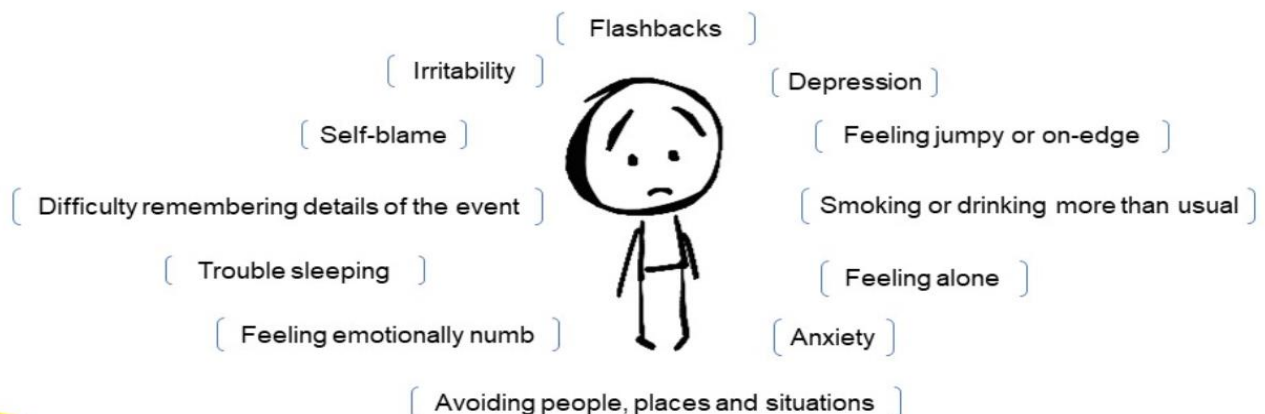 Flashbacks
Irritability
Depression
Self-blame
Feeling jumpy or on-edge
Difficulty remembering details of the event
Smoking or drinking more than usual
Trouble sleeping
Feeling alone
Feeling emotionally numb
Anxiety
Avoiding people, places and situations